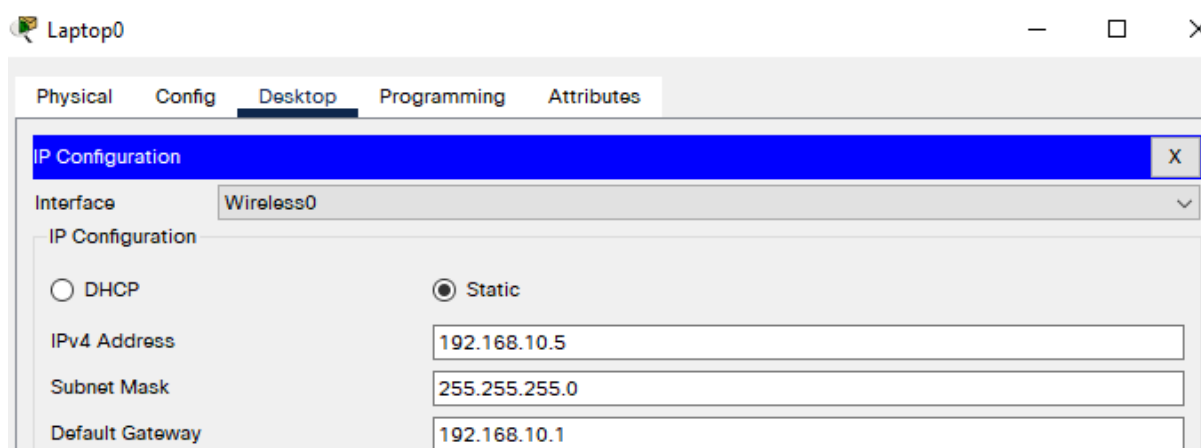 Laptop0
Physical Config Desktop Programming Attributes
IP Configuration X
Interface Wireless0
IP Configuration
DHCP Static
IPv4 Address 192.168.10.5
Subnet Mask 255.255.255.0
Default Gateway 192.168.10.1